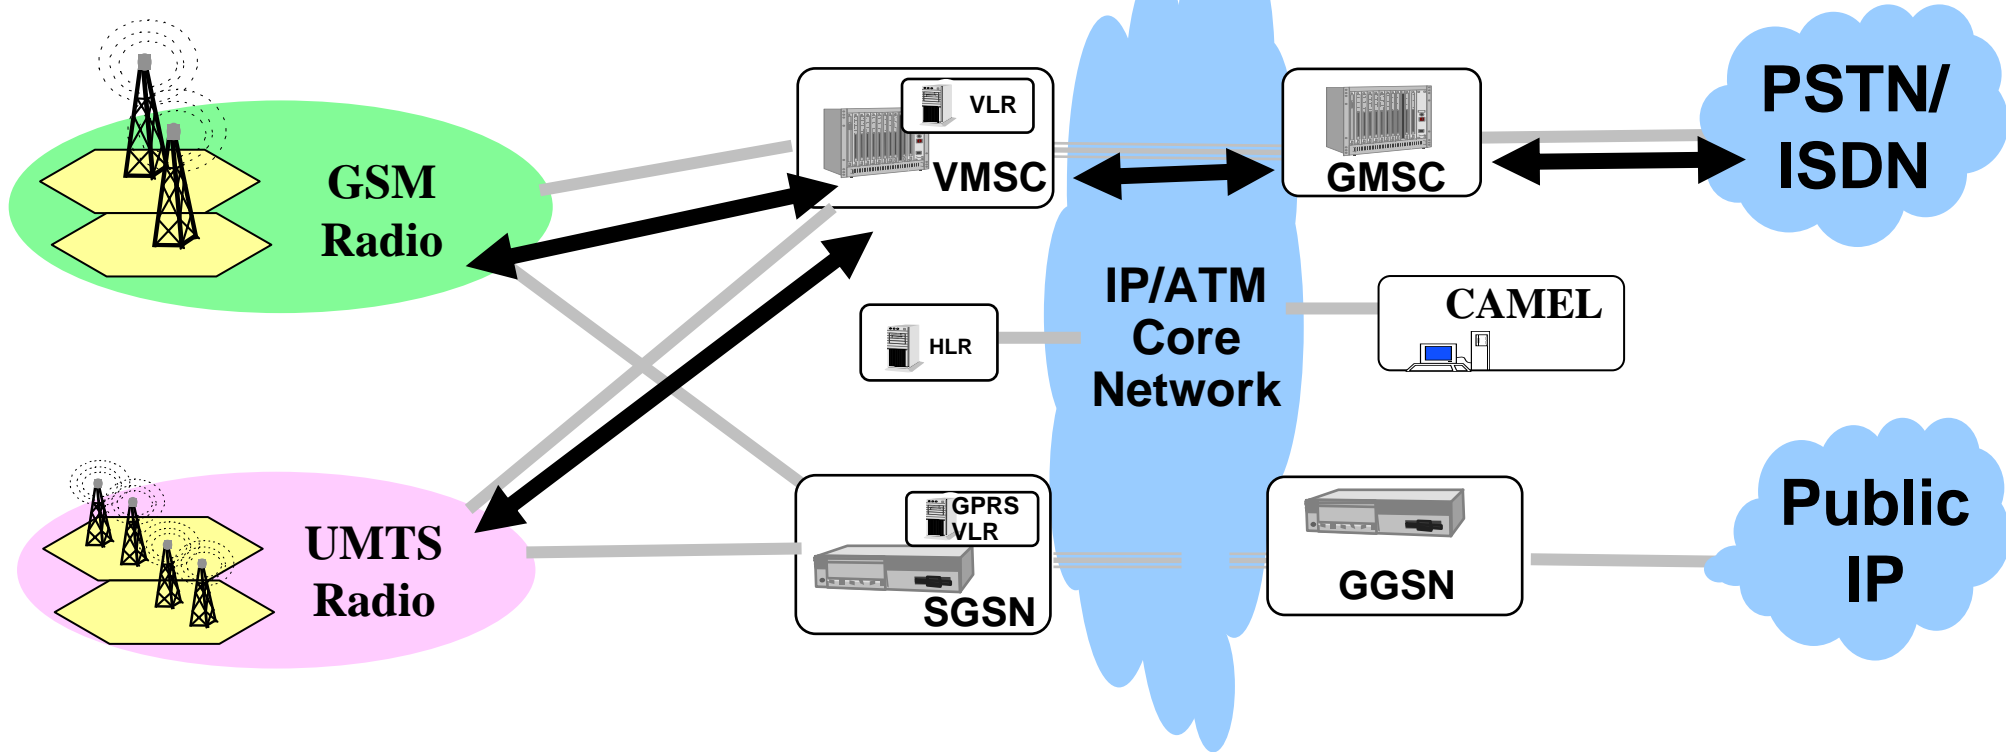 GSM
Radio
VLR
VMSC
GMSC
PSTN/
ISDN
HLR
IP/ATM
Core
Network
CAMEL
UMTS
Radio
GPRS
VLR
SGSN
GGSN
Public
IP